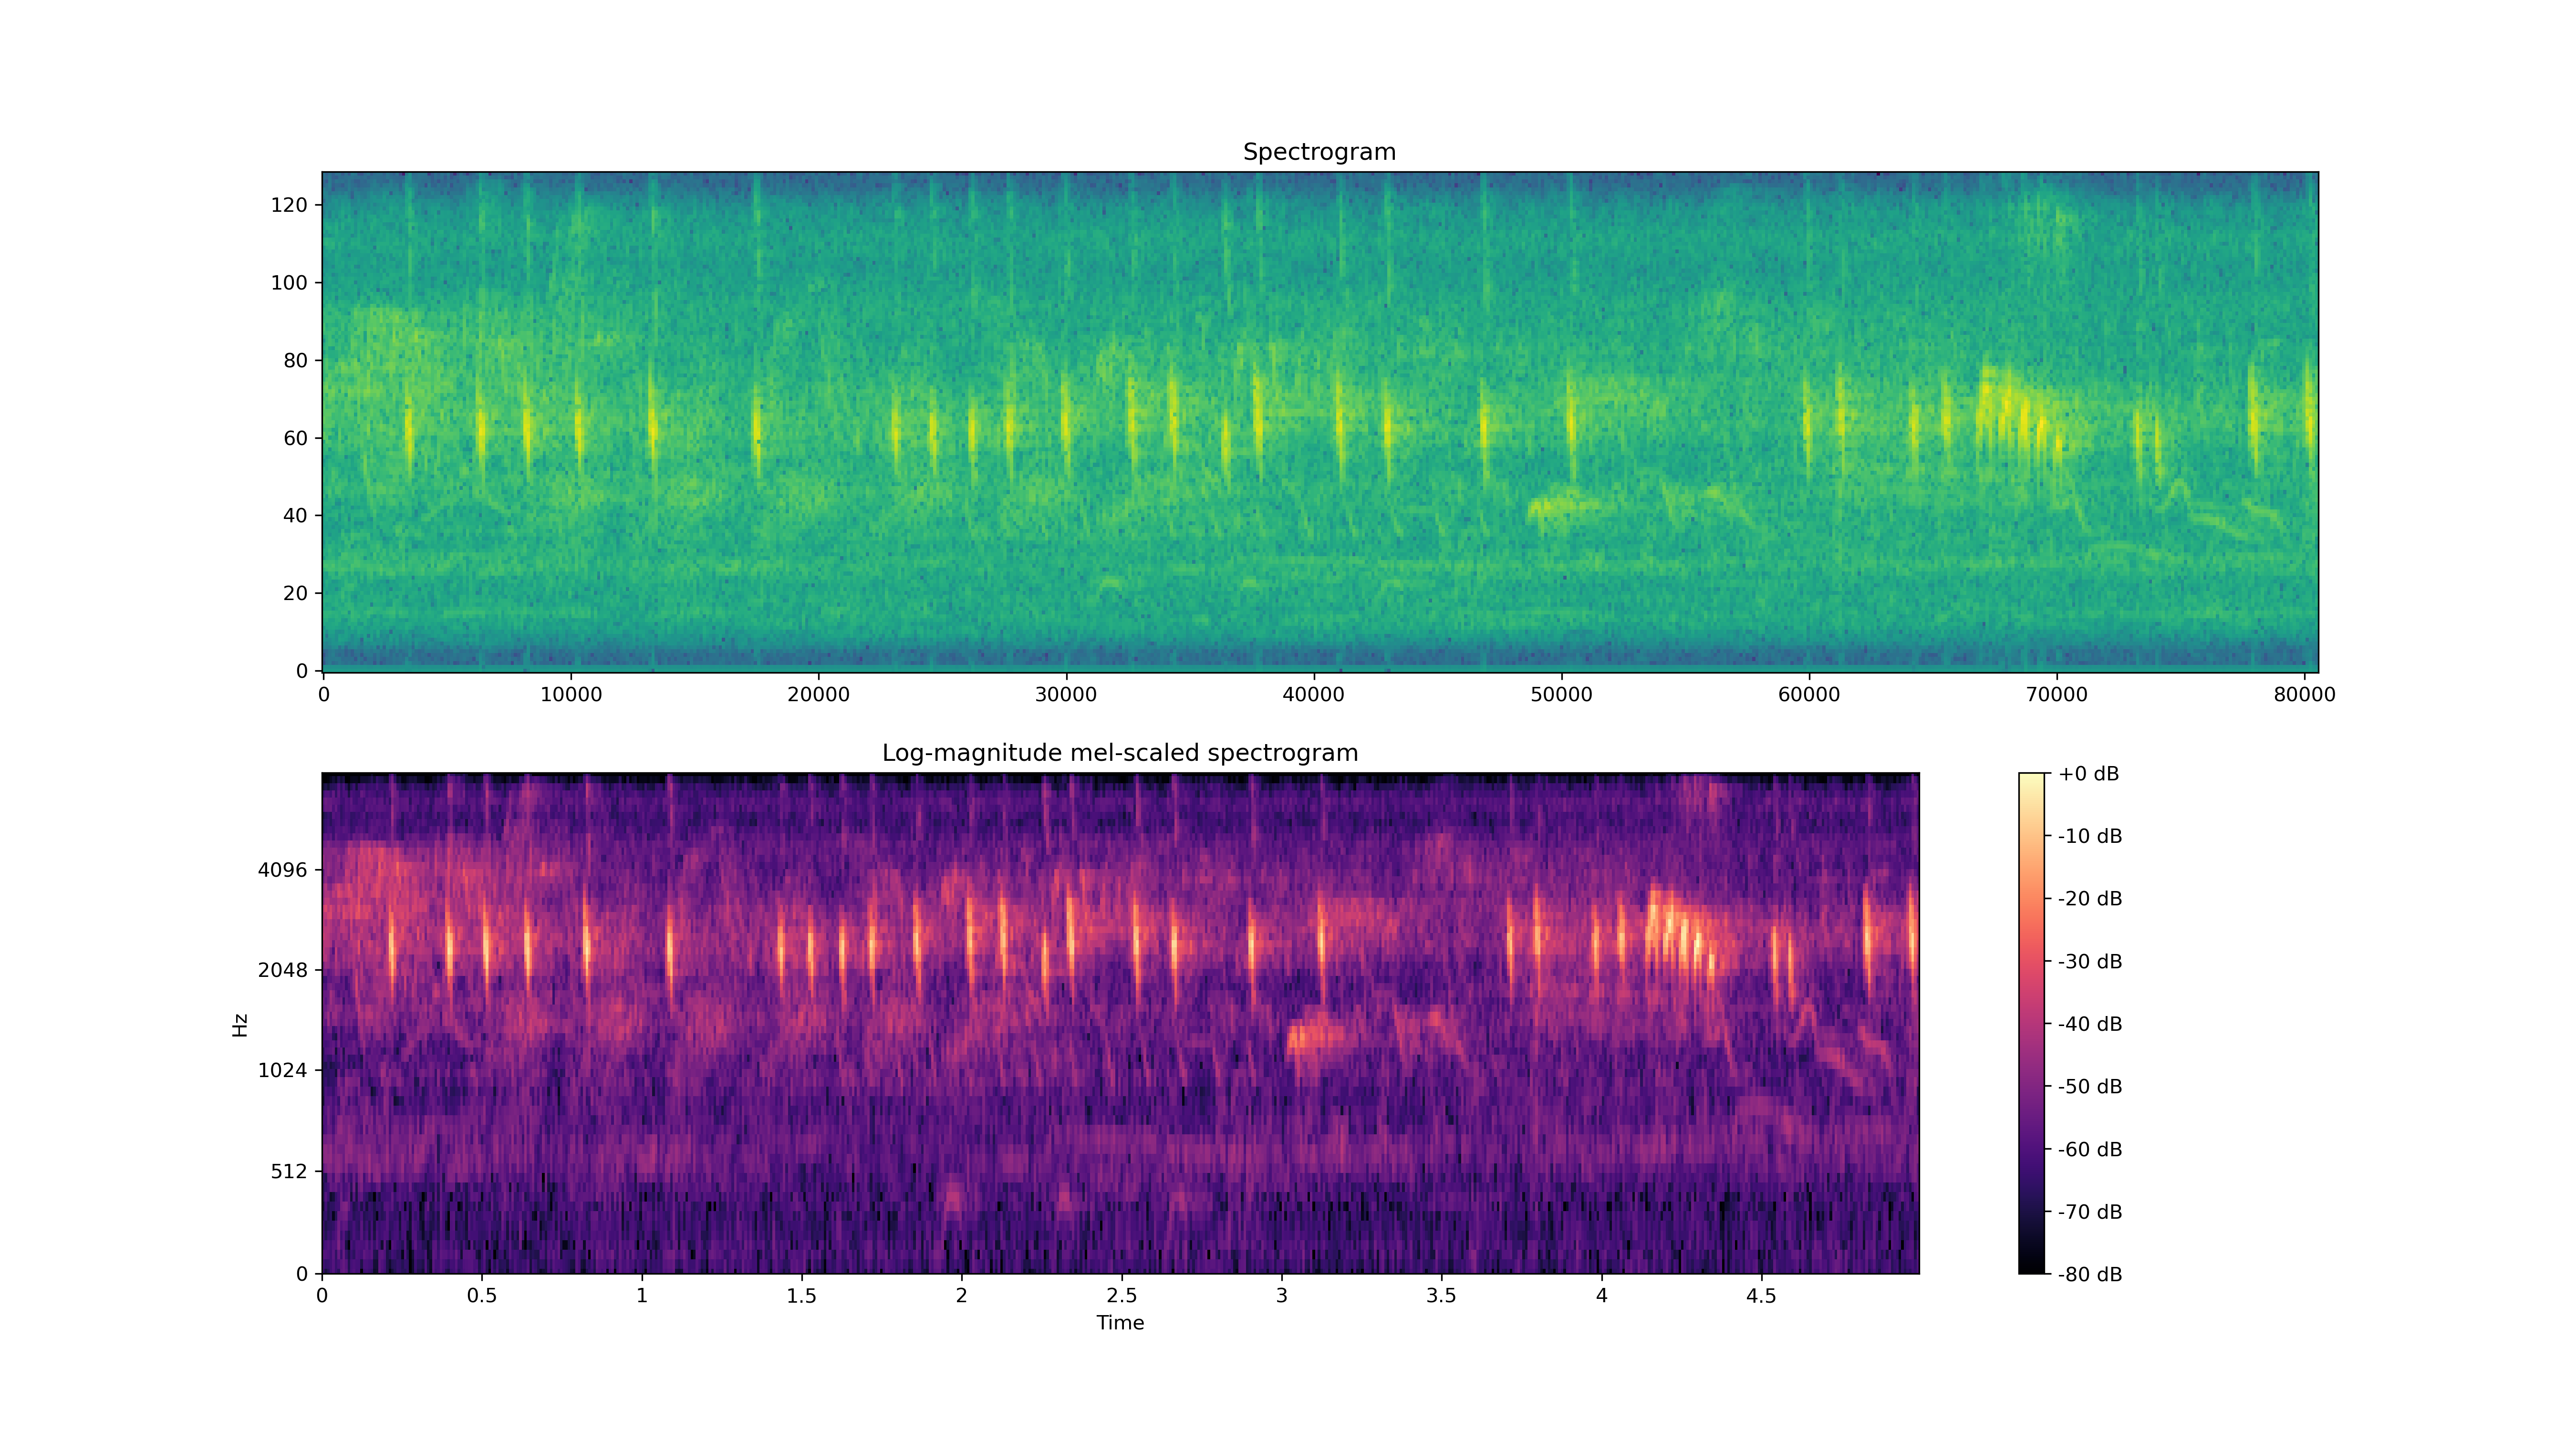 Spectrogram
120
100
80
60
40
20
0
0 10000 20000 30000 40000 50000 60000 70000 80000
Log-magnitude mel-scaled spectrogram
4096
2048
1024
512
0
Hz
0 0.5 1 1.5 2 2.5 3 3.5 4 4.5
Time
+0 dB
-10 dB
-20 dB
-30 dB
-40 dB
-50 dB
-60 dB
-70 dB
-80 dB